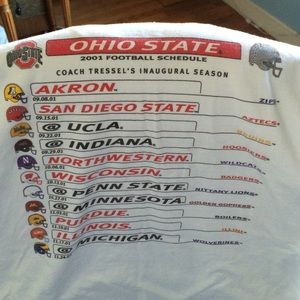 OHIO STATE.
2001 FOOTBALL SCHEDULE
COACH TRESSEL'S INAUGURAL SEASON
AKRON.
09.08.01 ZIPS
SAN DIEGO STATE.
09.15.01 AZTECS
@ UCLA.
09.22.01 BRUINS
@ INDIANA.
HOOSIERS
NORTHWESTERN.
WILDCATS
WISCONSIN.
BADGERS
@ PENN STATE.
NITTANY LIONS
@ MINNESOTA
GOLDEN GOPHERS
PURDUE
BOILERS
ILLINOIS.
ILLINI
@ MICHIGAN.
WOLVERINES